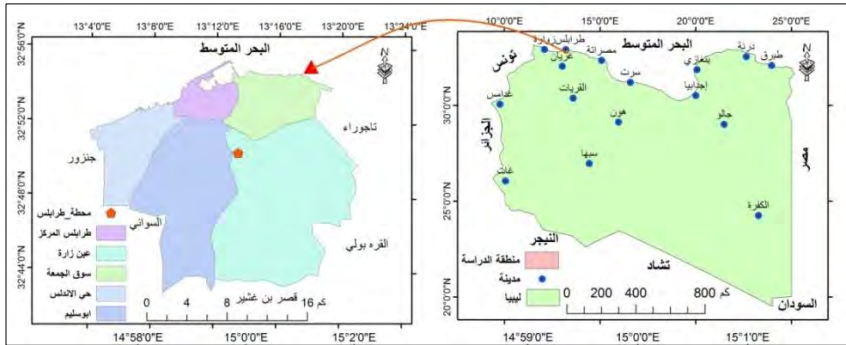 13°4'0"E 13°8'0"E 13°12'0"E 13°20'0"E 13°24'0"E
البحر المتوسط
32°56'0"N
32°52'0"N
32°48'0"N
32°44'0"N
N
تاجوراء
جنزور
السواني
القره بولي
قصر بن غشير
محطة_طرابلس
طرابلس المركز
عين زارة
سوق الجمعة
حي الاندلس
ابوسليم
0 4 8 16 كم
14°58'0"E 15°0'0"E 15°2'0"E
10°0'0"E 15°0'0"E 20°0'0"E 25°0'0"E
البحر المتوسط
30°0'0"N
25°0'0"N
20°0'0"N
N
تونس
الجزائر
مصر
النيجر
تشاد
السودان
زوارة
طرابلس
غريان
مصراتة
سرت
بنغازي
درنة
طبرق
إجدابيا
غدامس
القريات
هون
جالو
سبها
غات
الكفرة
منطقة الدراسة
مدينة
ليبيا
0 200 400 800 كم
14°59'0"E 15°0'0"E 15°1'0"E